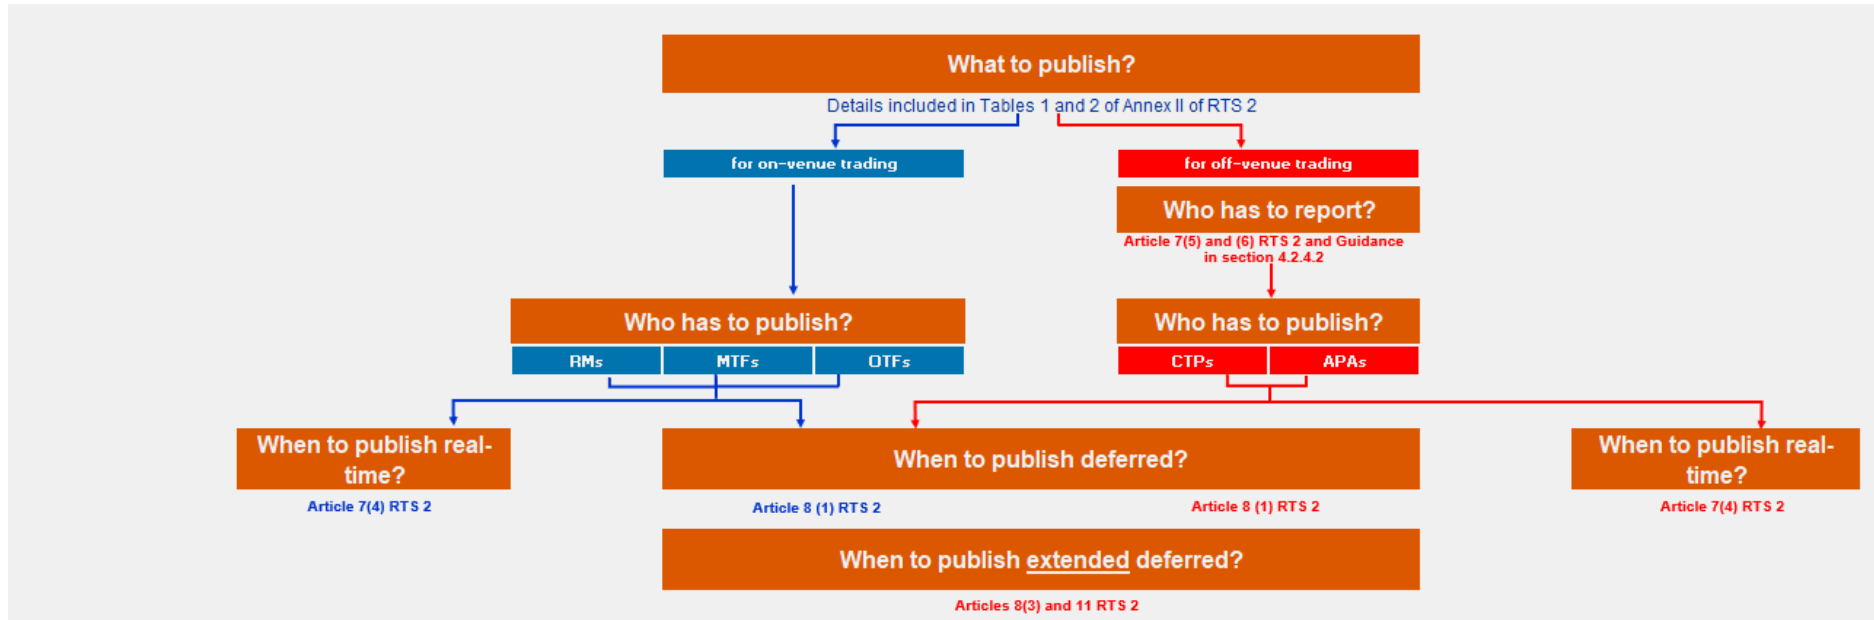 What to publish?
Details included in Tables 1 and 2 of Annex II of RTS 2
for on-venue trading
for off-venue trading
Who has to report?
Article 7(5) and (6) RTS 2 and Guidance
in section 4.2.4.2
Who has to publish?
Who has to publish?
RMs
MTFs
OTFs
CTPs
APAs
When to publish real-
time?
When to publish deferred?
When to publish real-
time?
Article 7(4) RTS 2
Article 8 (1) RTS 2
Article 8 (1) RTS 2
Article 7(4) RTS 2
When to publish extended deferred?
Articles 8(3) and 11 RTS 2